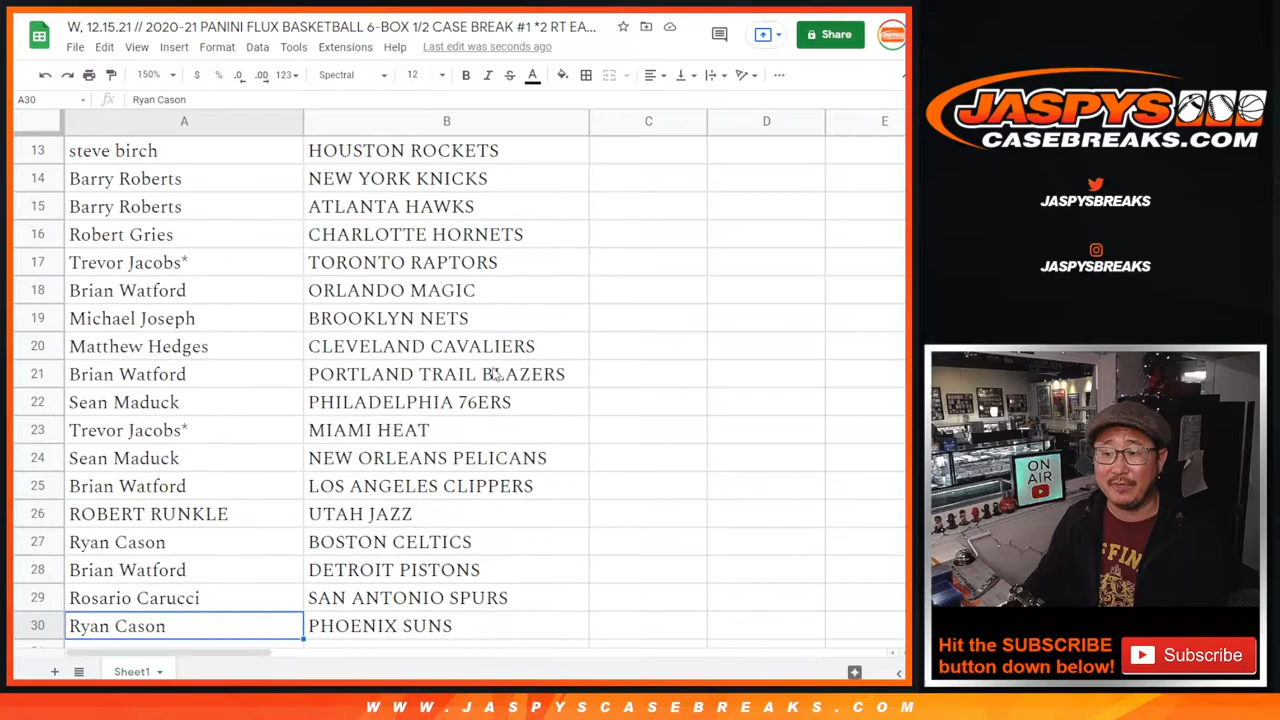 W, 12.15.21 // 2020-21 PANINI FLUX BASKETBALL 6-BOX 1/2 CASE BREAK #1 *2 RT EA...
File Edit View Insert Format Data Tools Extensions Help Last edit was seconds ago
Share
150% $ % .0 .00 123 Spectral 12 B I S A
A30 fx Ryan Cason
A B C D E
13 steve birch HOUSTON ROCKETS
14 Barry Roberts NEW YORK KNICKS
15 Barry Roberts ATLANTA HAWKS
16 Robert Gries CHARLOTTE HORNETS
17 Trevor Jacobs* TORONTO RAPTORS
18 Brian Watford ORLANDO MAGIC
19 Michael Joseph BROOKLYN NETS
20 Matthew Hedges CLEVELAND CAVALIERS
21 Brian Watford PORTLAND TRAIL BLAZERS
22 Sean Maduck PHILADELPHIA 76ERS
23 Trevor Jacobs* MIAMI HEAT
24 Sean Maduck NEW ORLEANS PELICANS
25 Brian Watford LOS ANGELES CLIPPERS
26 ROBERT RUNKLE UTAH JAZZ
27 Ryan Cason BOSTON CELTICS
28 Brian Watford DETROIT PISTONS
29 Rosario Carucci SAN ANTONIO SPURS
30 Ryan Cason PHOENIX SUNS
Sheet1
JASPYS
CASEBREAKS.COM
JASPYSBREAKS
JASPYSBREAKS
ON
AIR
Hit the SUBSCRIBE
button down below!
Subscribe
WWW.JASPYSCASEBREAKS.COM